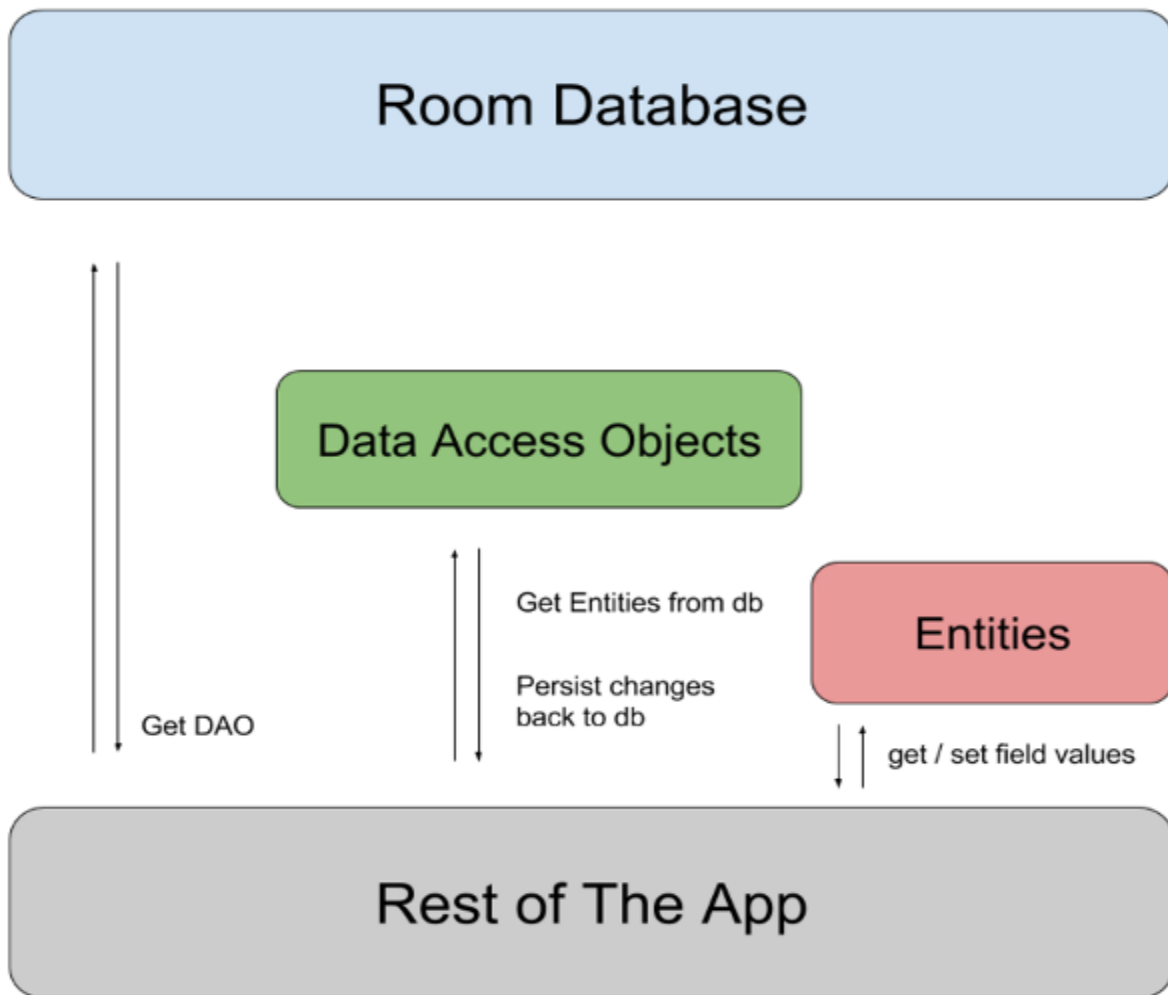 Room Database
Data Access Objects
Get Entities from db
Entities
Persist changes
back to db
Get DAO
get / set field values
Rest of The App